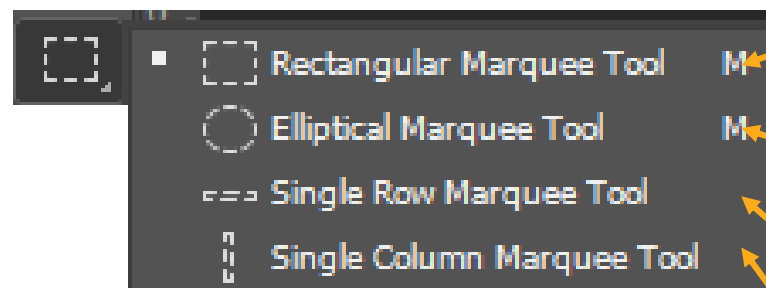 Rectangular Marquee Tool M
Elliptical Marquee Tool M
Single Row Marquee Tool
Single Column Marquee Tool